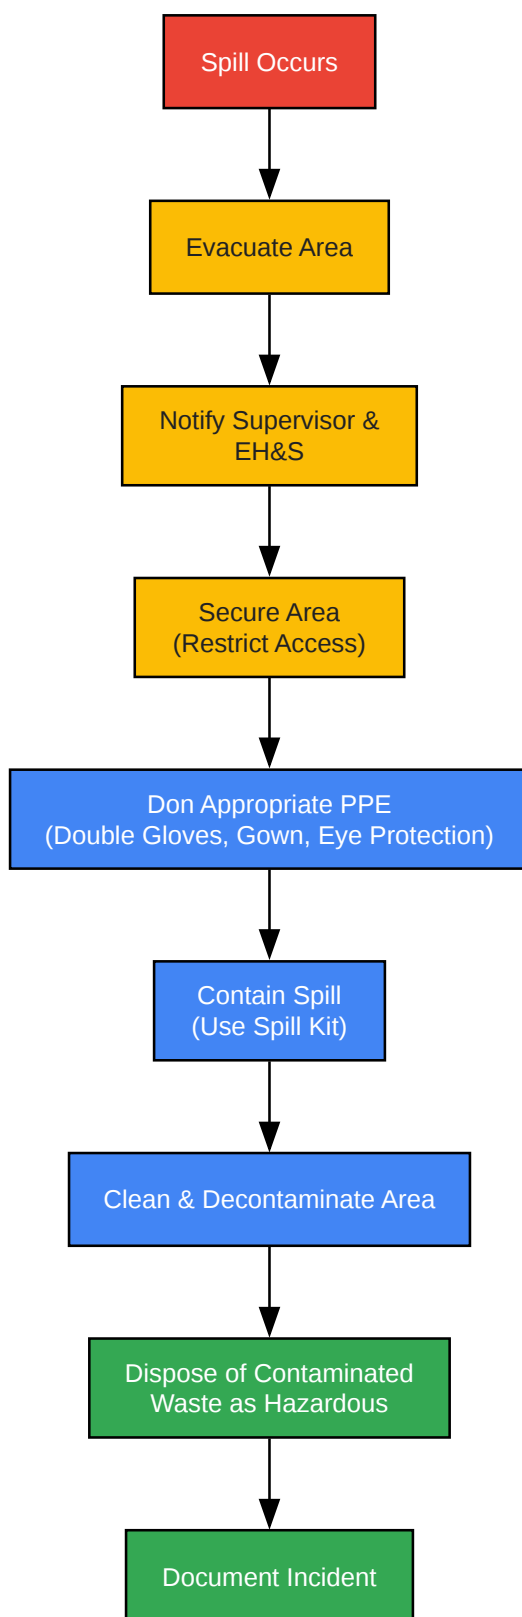 Spill Occurs
Evacuate Area
Notify Supervisor &
EH&S
Secure Area
(Restrict Access)
Don Appropriate PPE
(Double Gloves, Gown, Eye Protection)
Contain Spill
(Use Spill Kit)
Clean & Decontaminate Area
Dispose of Contaminated
Waste as Hazardous
Document Incident